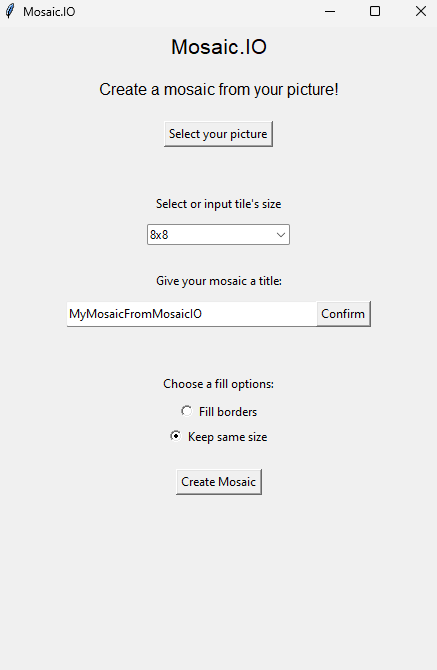 Mosaic.IO
Mosaic.IO
Create a mosaic from your picture!
Select your picture
Select or input tile's size
8x8
Give your mosaic a title:
MyMosaicFromMosaicIO Confirm
Choose a fill options:
Fill borders
Keep same size
Create Mosaic